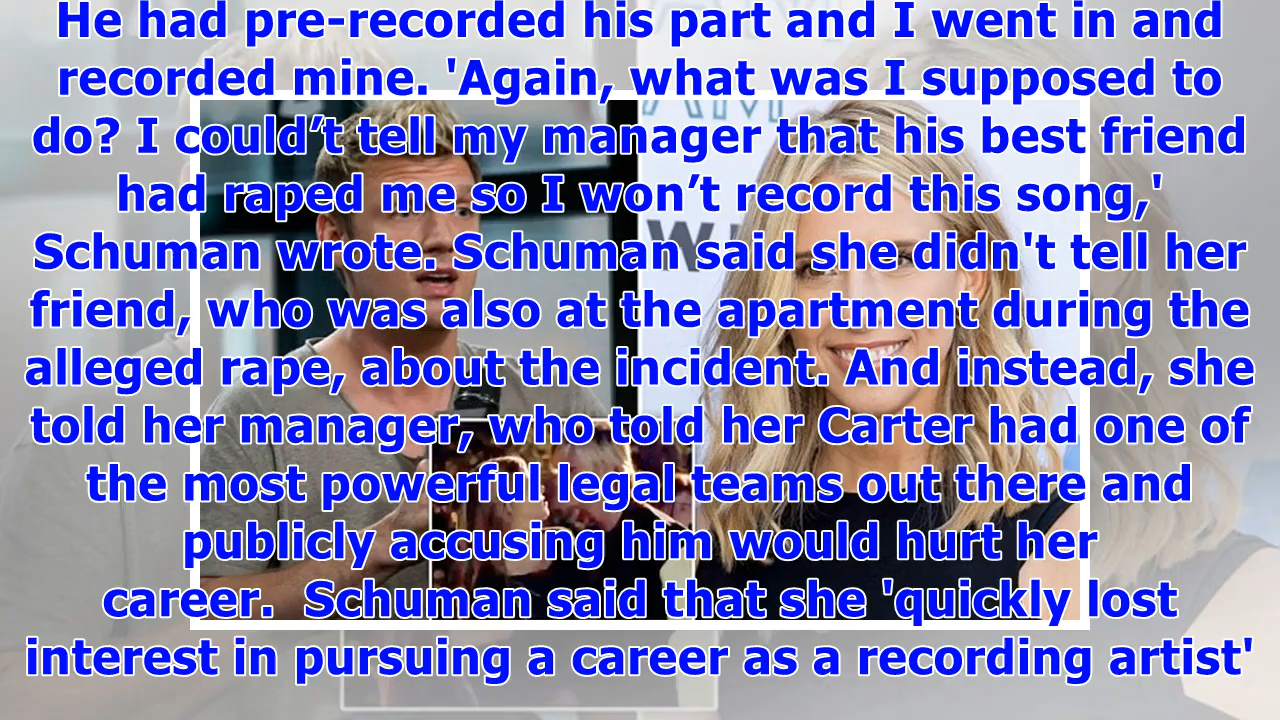 He had pre-recorded his part and I went in and
recorded mine. 'Again, what was I supposed to
do? I could’t tell my manager that his best friend
had raped me so I won’t record this song,'
Schuman wrote. Schuman said she didn't tell her
friend, who was also at the apartment during the
alleged rape, about the incident. And instead, she
told her manager, who told her Carter had one of
the most powerful legal teams out there and
publicly accusing him would hurt her
career.  Schuman said that she 'quickly lost
interest in pursuing a career as a recording artist'